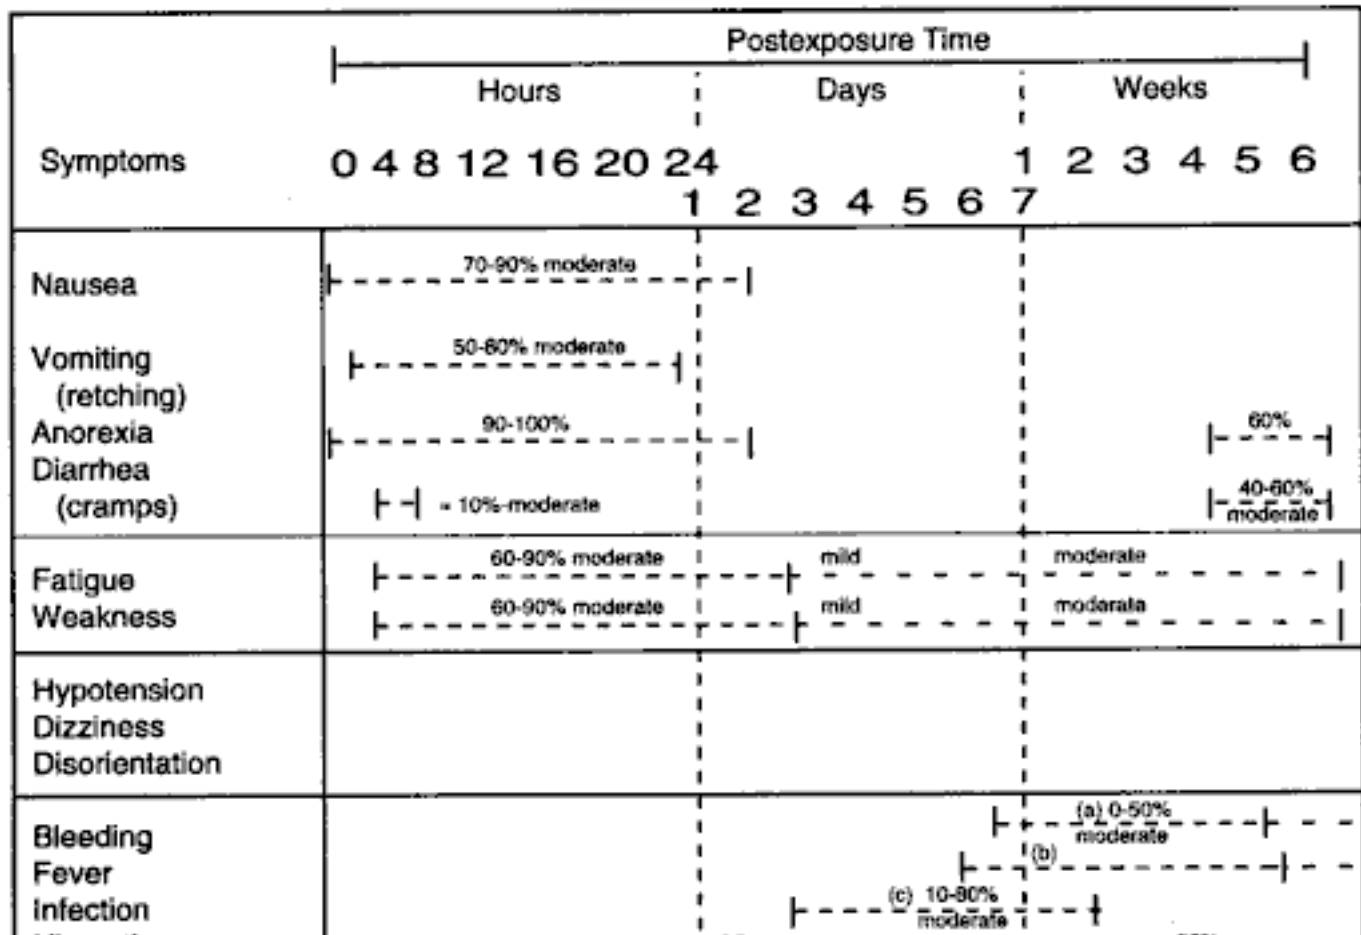 Postexposure Time
Hours Days Weeks
Symptoms 0 4 8 12 16 20 24 1 2 3 4 5 6
1 2 3 4 5 6 7
Nausea 70-90% moderate
Vomiting 50-80% moderate
(retching)
Anorexia 90-100% 60%
Diarrhea
(cramps) 10%-moderate 40-60%
moderate
Fatigue 60-90% moderate mild moderate
Weakness 60-90% moderate mild moderate
Hypotension
Dizziness
Disorientation
Bleeding (a) 0-50%
moderate
Fever (b)
Infection (c) 10-80%
moderate